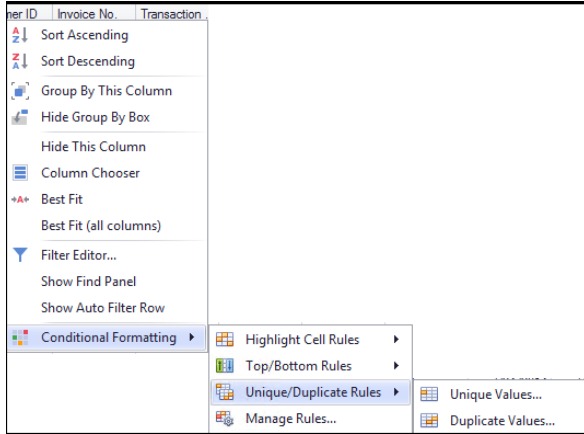 ner ID Invoice No. Transaction
Sort Ascending
Sort Descending
Group By This Column
Hide Group By Box
Hide This Column
Column Chooser
Best Fit
Best Fit (all columns)
Filter Editor...
Show Find Panel
Show Auto Filter Row
Conditional Formatting
Highlight Cell Rules
Top/Bottom Rules
Unique/Duplicate Rules
Unique Values...
Manage Rules...
Duplicate Values...